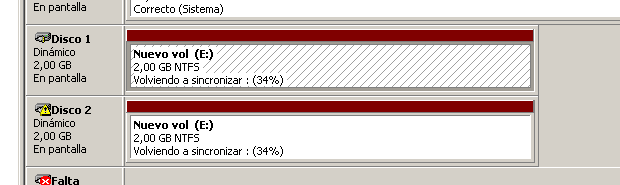 En pantalla
Correcto (Sistema)
Disco 1
Dinámico
2,00 GB
En pantalla
Nuevo vol (E:)
2,00 GB NTFS
Volviendo a sincronizar : (34%)
Disco 2
Dinámico
2,00 GB
En pantalla
Nuevo vol (E:)
2,00 GB NTFS
Volviendo a sincronizar : (34%)
Falta